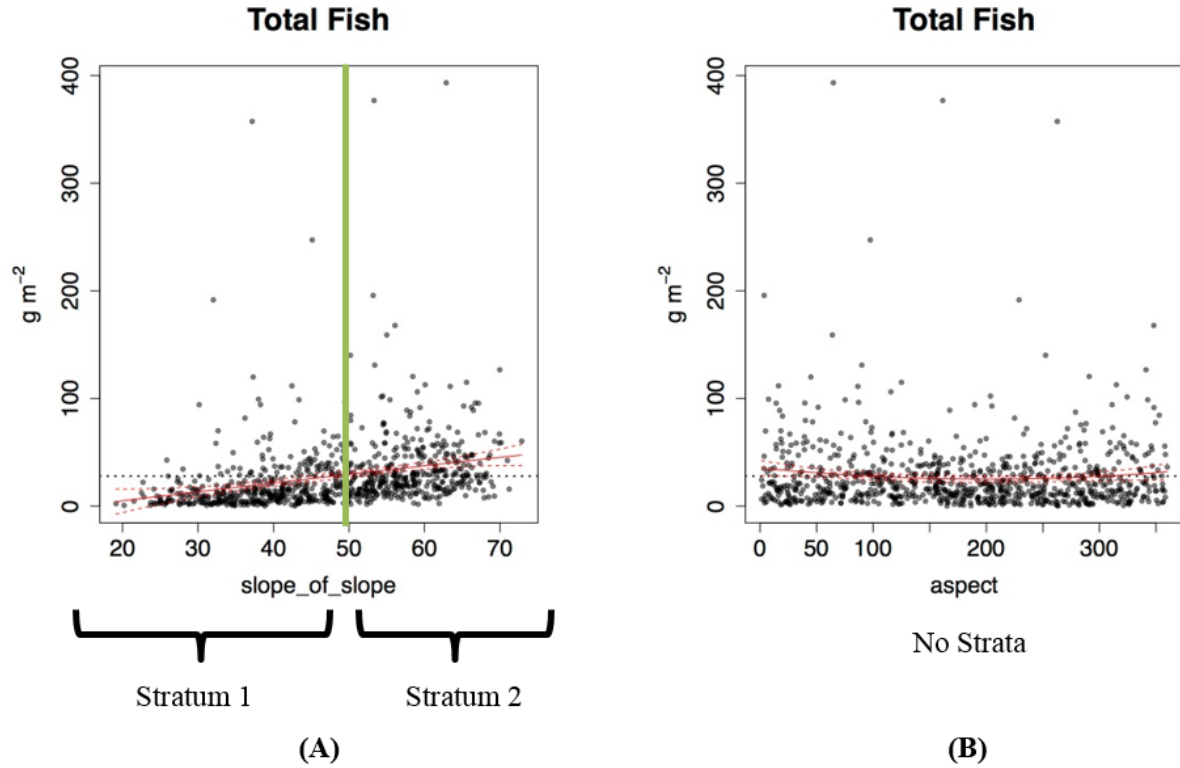 Total Fish
g m⁻²
400
300
200
100
0
20 30 40 50 60 70
slope_of_slope
Stratum 1 Stratum 2
(A)
Total Fish
g m⁻²
400
300
200
100
0
0 50 100 200 300
aspect
No Strata
(B)